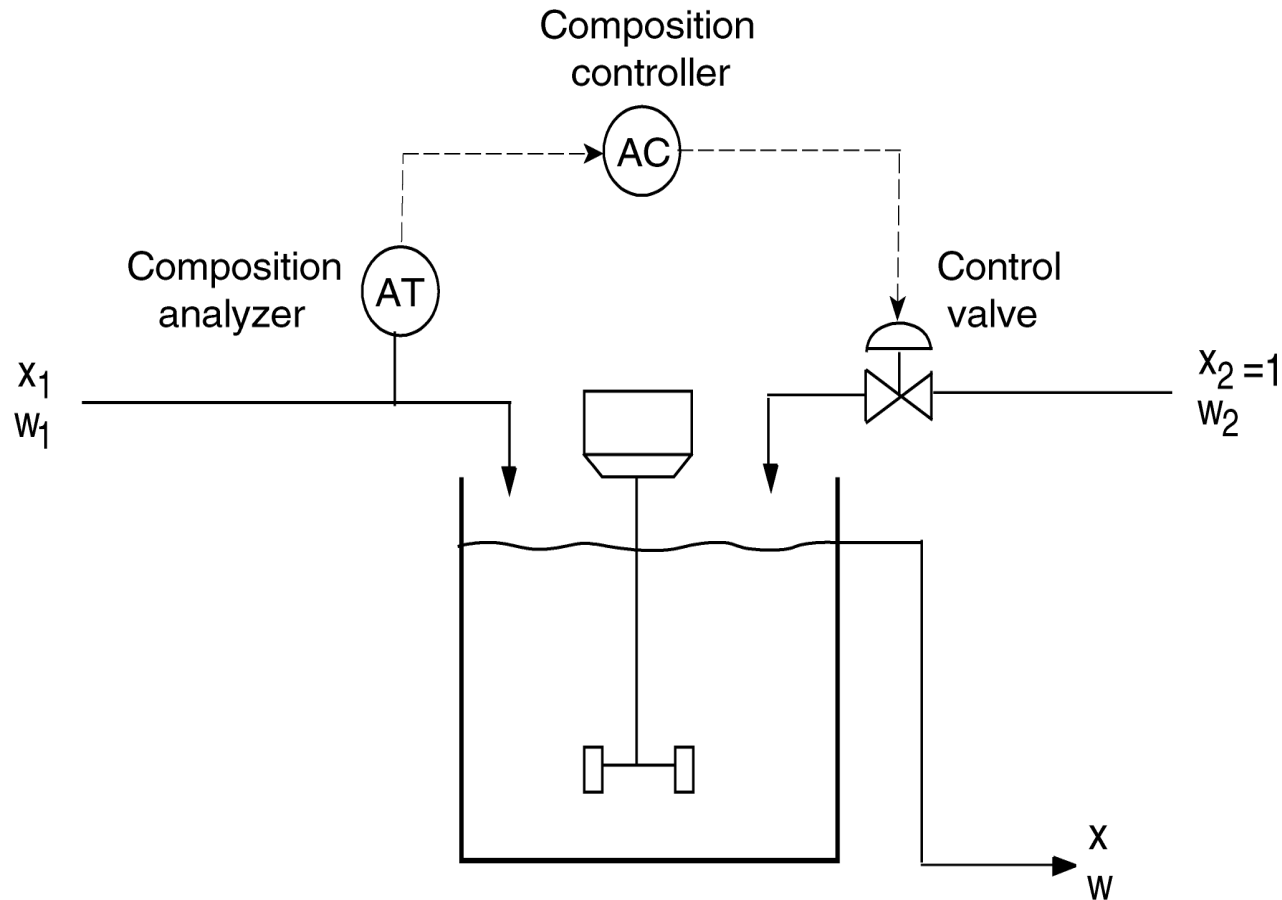 Composition
controller
AC
Composition
analyzer
AT
Control
valve
x₁
w₁
x₂ =1
w₂
x
w